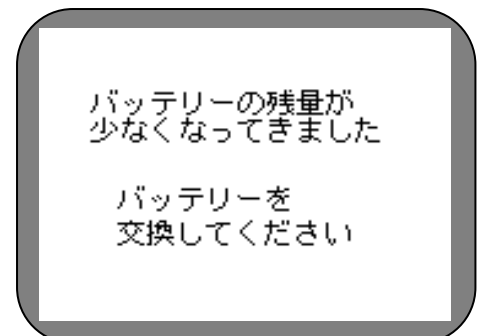 バッテリーの残量が
少なくなってきました
バッテリーを
交換してください